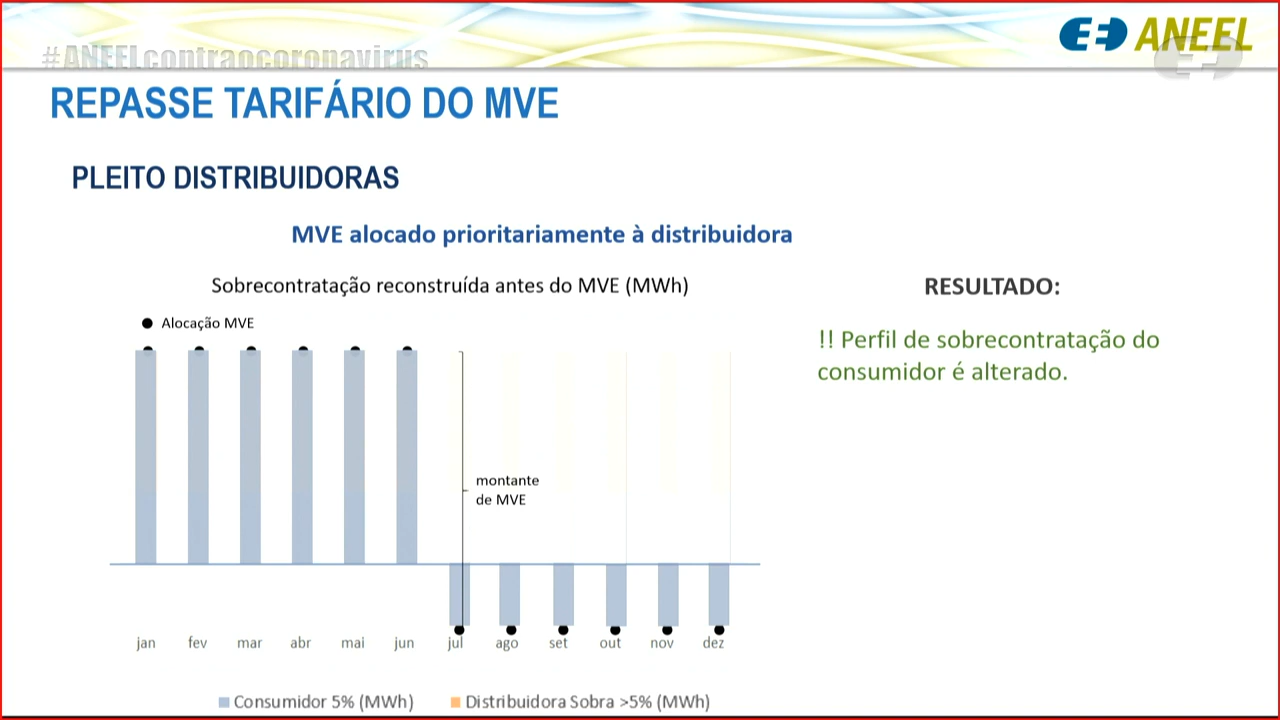 #ANEELcontraocoronavirus
ANEEL
REPASSE TARIFÁRIO DO MVE
PLEITO DISTRIBUIDORAS
MVE alocado prioritariamente à distribuidora
Sobrecontratação reconstruída antes do MVE (MWh)
RESULTADO:
Alocação MVE
!! Perfil de sobrecontratação do
consumidor é alterado.
montante
de MVE
jan fev mar abr mai jun jul ago set out nov dez
Consumidor 5% (MWh) Distribuidora Sobra >5% (MWh)